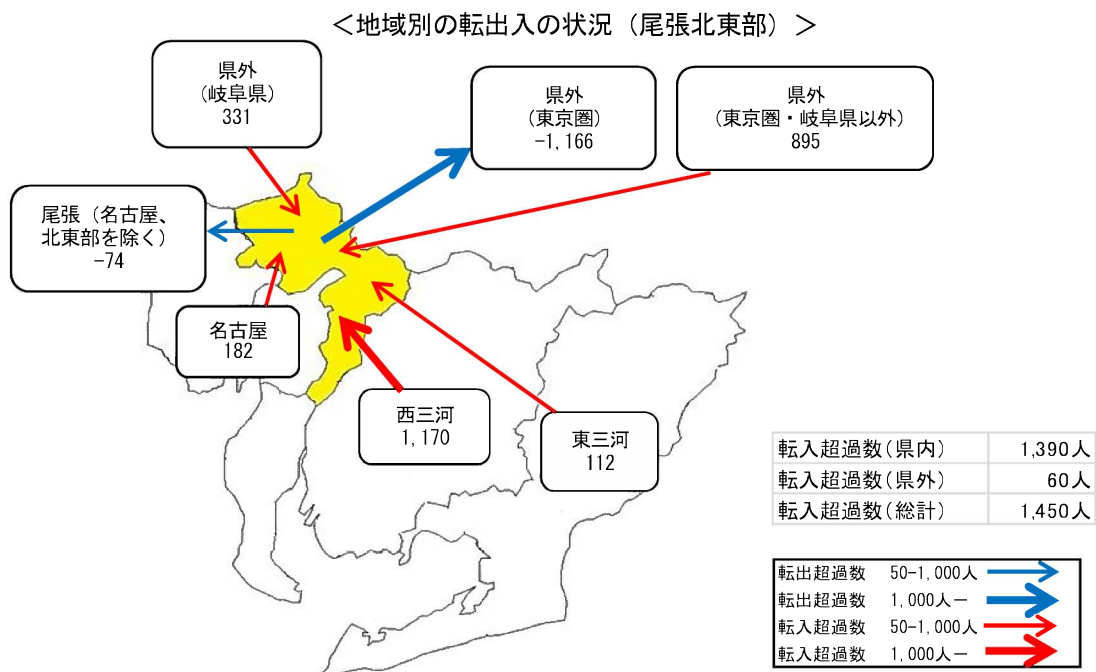 ＜地域別の転出入の状況（尾張北東部）＞
県外
（岐阜県）
331
県外
（東京圏）
-1,166
県外
（東京圏・岐阜県以外）
895
尾張（名古屋、
北東部を除く）
-74
名古屋
182
西三河
1,170
東三河
112
転入超過数(県内) 1,390人
転入超過数(県外) 60人
転入超過数(総計) 1,450人
転出超過数 50-1,000人
転出超過数 1,000人－
転入超過数 50-1,000人
転入超過数 1,000人－